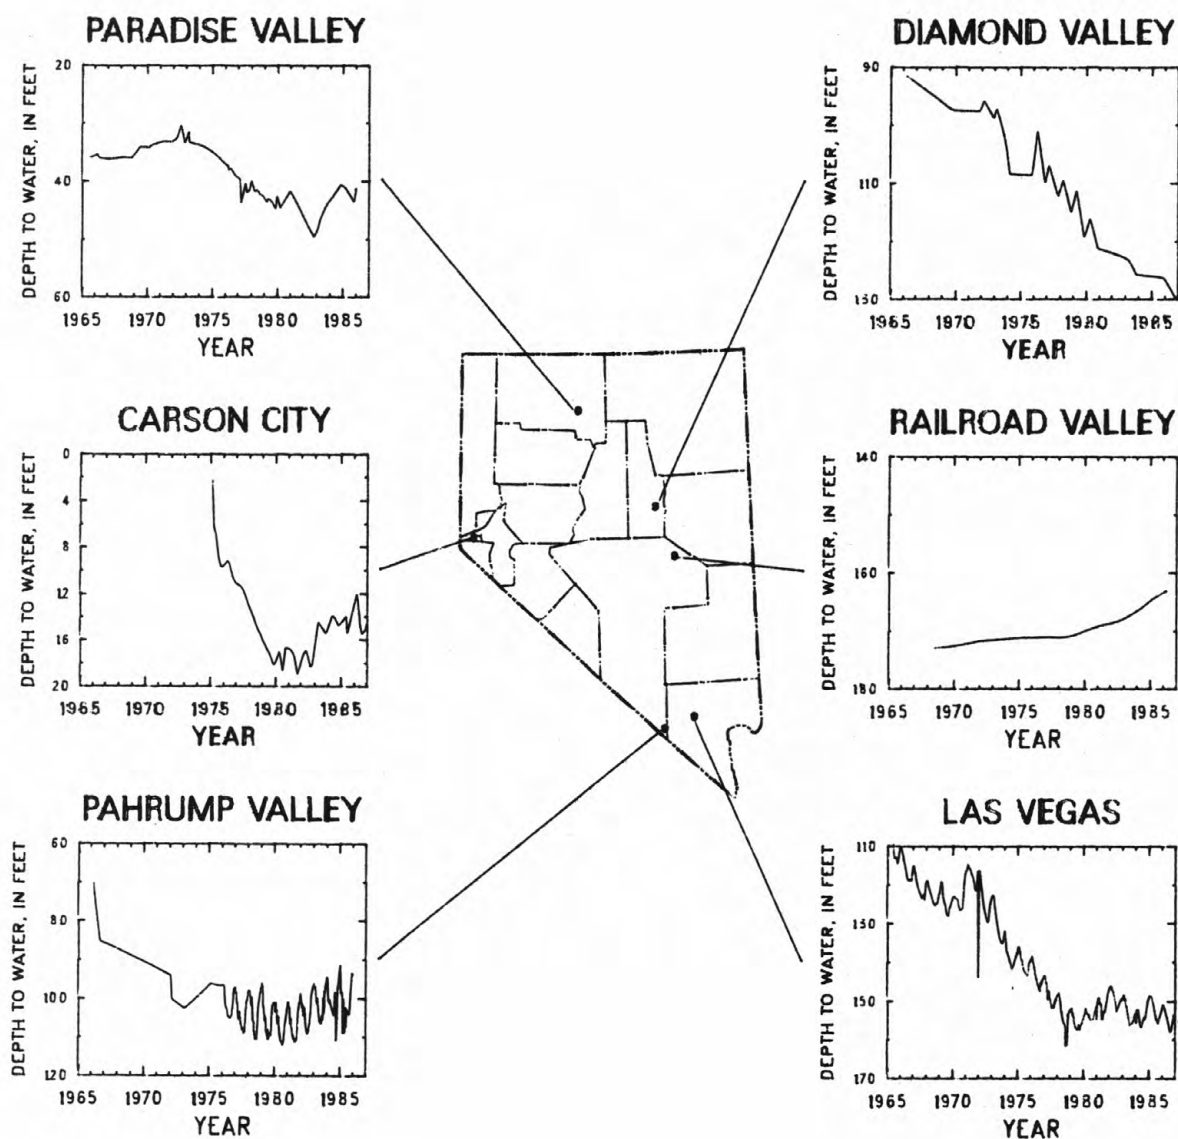 PARADISE VALLEY
DEPTH TO WATER, IN FEET
20
40
60
1965 1970 1975 1980 1985
YEAR
DIAMOND VALLEY
DEPTH TO WATER, IN FEET
90
110
130
1965 1970 1975 1980 1985
YEAR
CARSON CITY
DEPTH TO WATER, IN FEET
0
4
8
12
16
20
1965 1970 1975 1980 1985
YEAR
RAILROAD VALLEY
DEPTH TO WATER, IN FEET
140
160
180
1965 1970 1975 1980 1985
YEAR
PAHRUMP VALLEY
DEPTH TO WATER, IN FEET
60
80
100
120
1965 1970 1975 1980 1985
YEAR
LAS VEGAS
DEPTH TO WATER, IN FEET
110
130
150
170
1965 1970 1975 1980 1985
YEAR